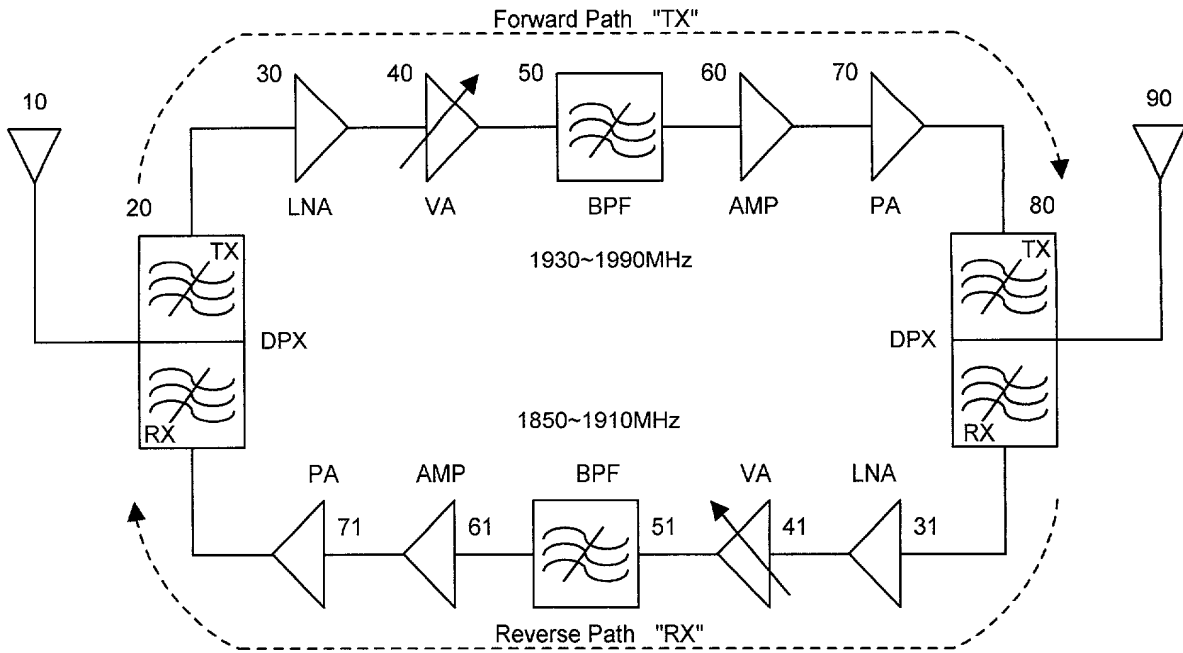 Forward Path "TX"
10
30
40
50
60
70
90
LNA
VA
BPF
AMP
PA
20
80
1930~1990MHz
TX
TX
DPX
DPX
RX
RX
1850~1910MHz
PA
AMP
BPF
VA
LNA
71
61
51
41
31
Reverse Path "RX"